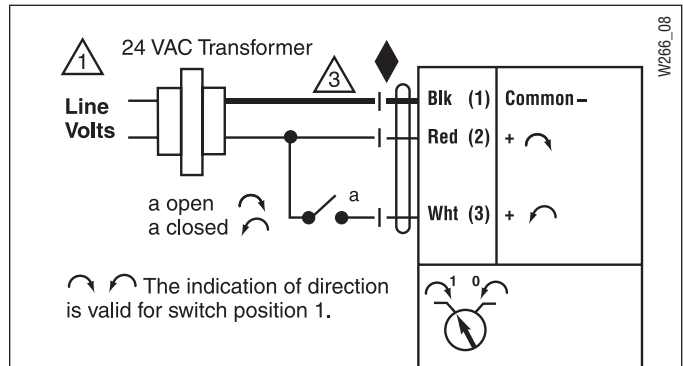 W266_08
1
24 VAC Transformer
3
Line
Volts
Blk (1) Common –
Red (2) +
a
a open
a closed
Wht (3) +
The indication of direction
is valid for switch position 1.
1 0